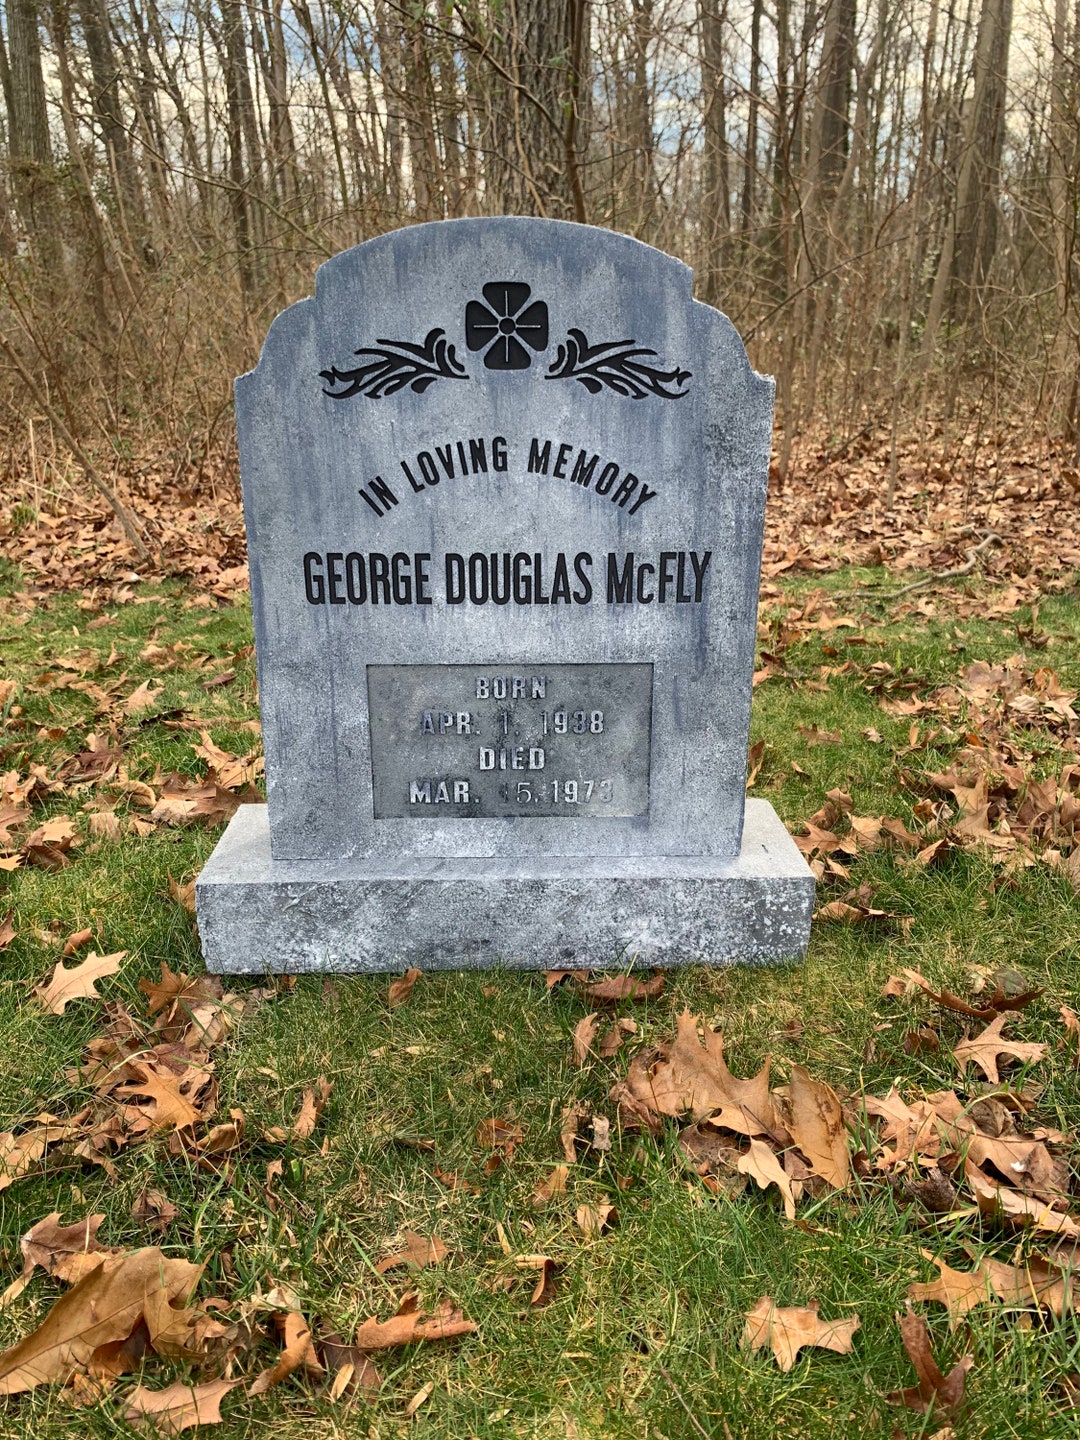 IN LOVING MEMORY
GEORGE DOUGLAS McFLY
BORN
APR. 1, 1938
DIED
MAR. 15, 1973